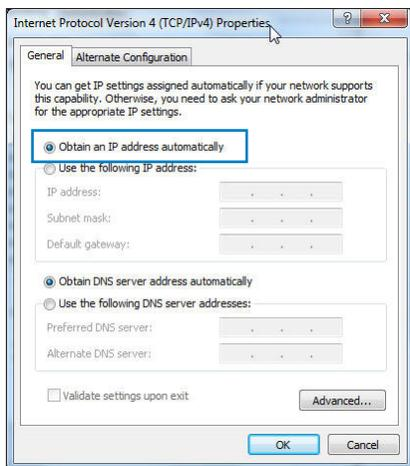 Internet Protocol Version 4 (TCP/IPv4) Properties
General
Alternate Configuration
You can get IP settings assigned automatically if your network supports
this capability. Otherwise, you need to ask your network administrator
for the appropriate IP settings.
Obtain an IP address automatically
Use the following IP address:
IP address:
Subnet mask:
Default gateway:
Obtain DNS server address automatically
Use the following DNS server addresses:
Preferred DNS server:
Alternate DNS server:
Validate settings upon exit
Advanced...
OK
Cancel